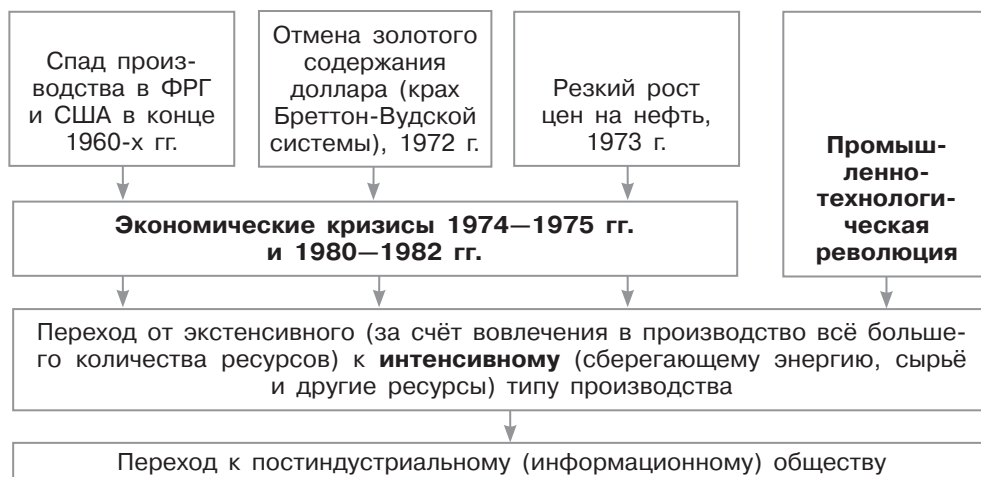 Спад произ-
водства в ФРГ
и США в конце
1960-х гг.
Отмена золотого
содержания
доллара (крах
Бреттон-Вудской
системы), 1972 г.
Резкий рост
цен на нефть,
1973 г.
Промыш-
ленно-
технологи-
ческая
революция
Экономические кризисы 1974—1975 гг.
и 1980—1982 гг.
Переход от экстенсивного (за счёт вовлечения в производство всё больше-
го количества ресурсов) к интенсивному (сберегающему энергию, сырьё
и другие ресурсы) типу производства
Переход к постиндустриальному (информационному) обществу